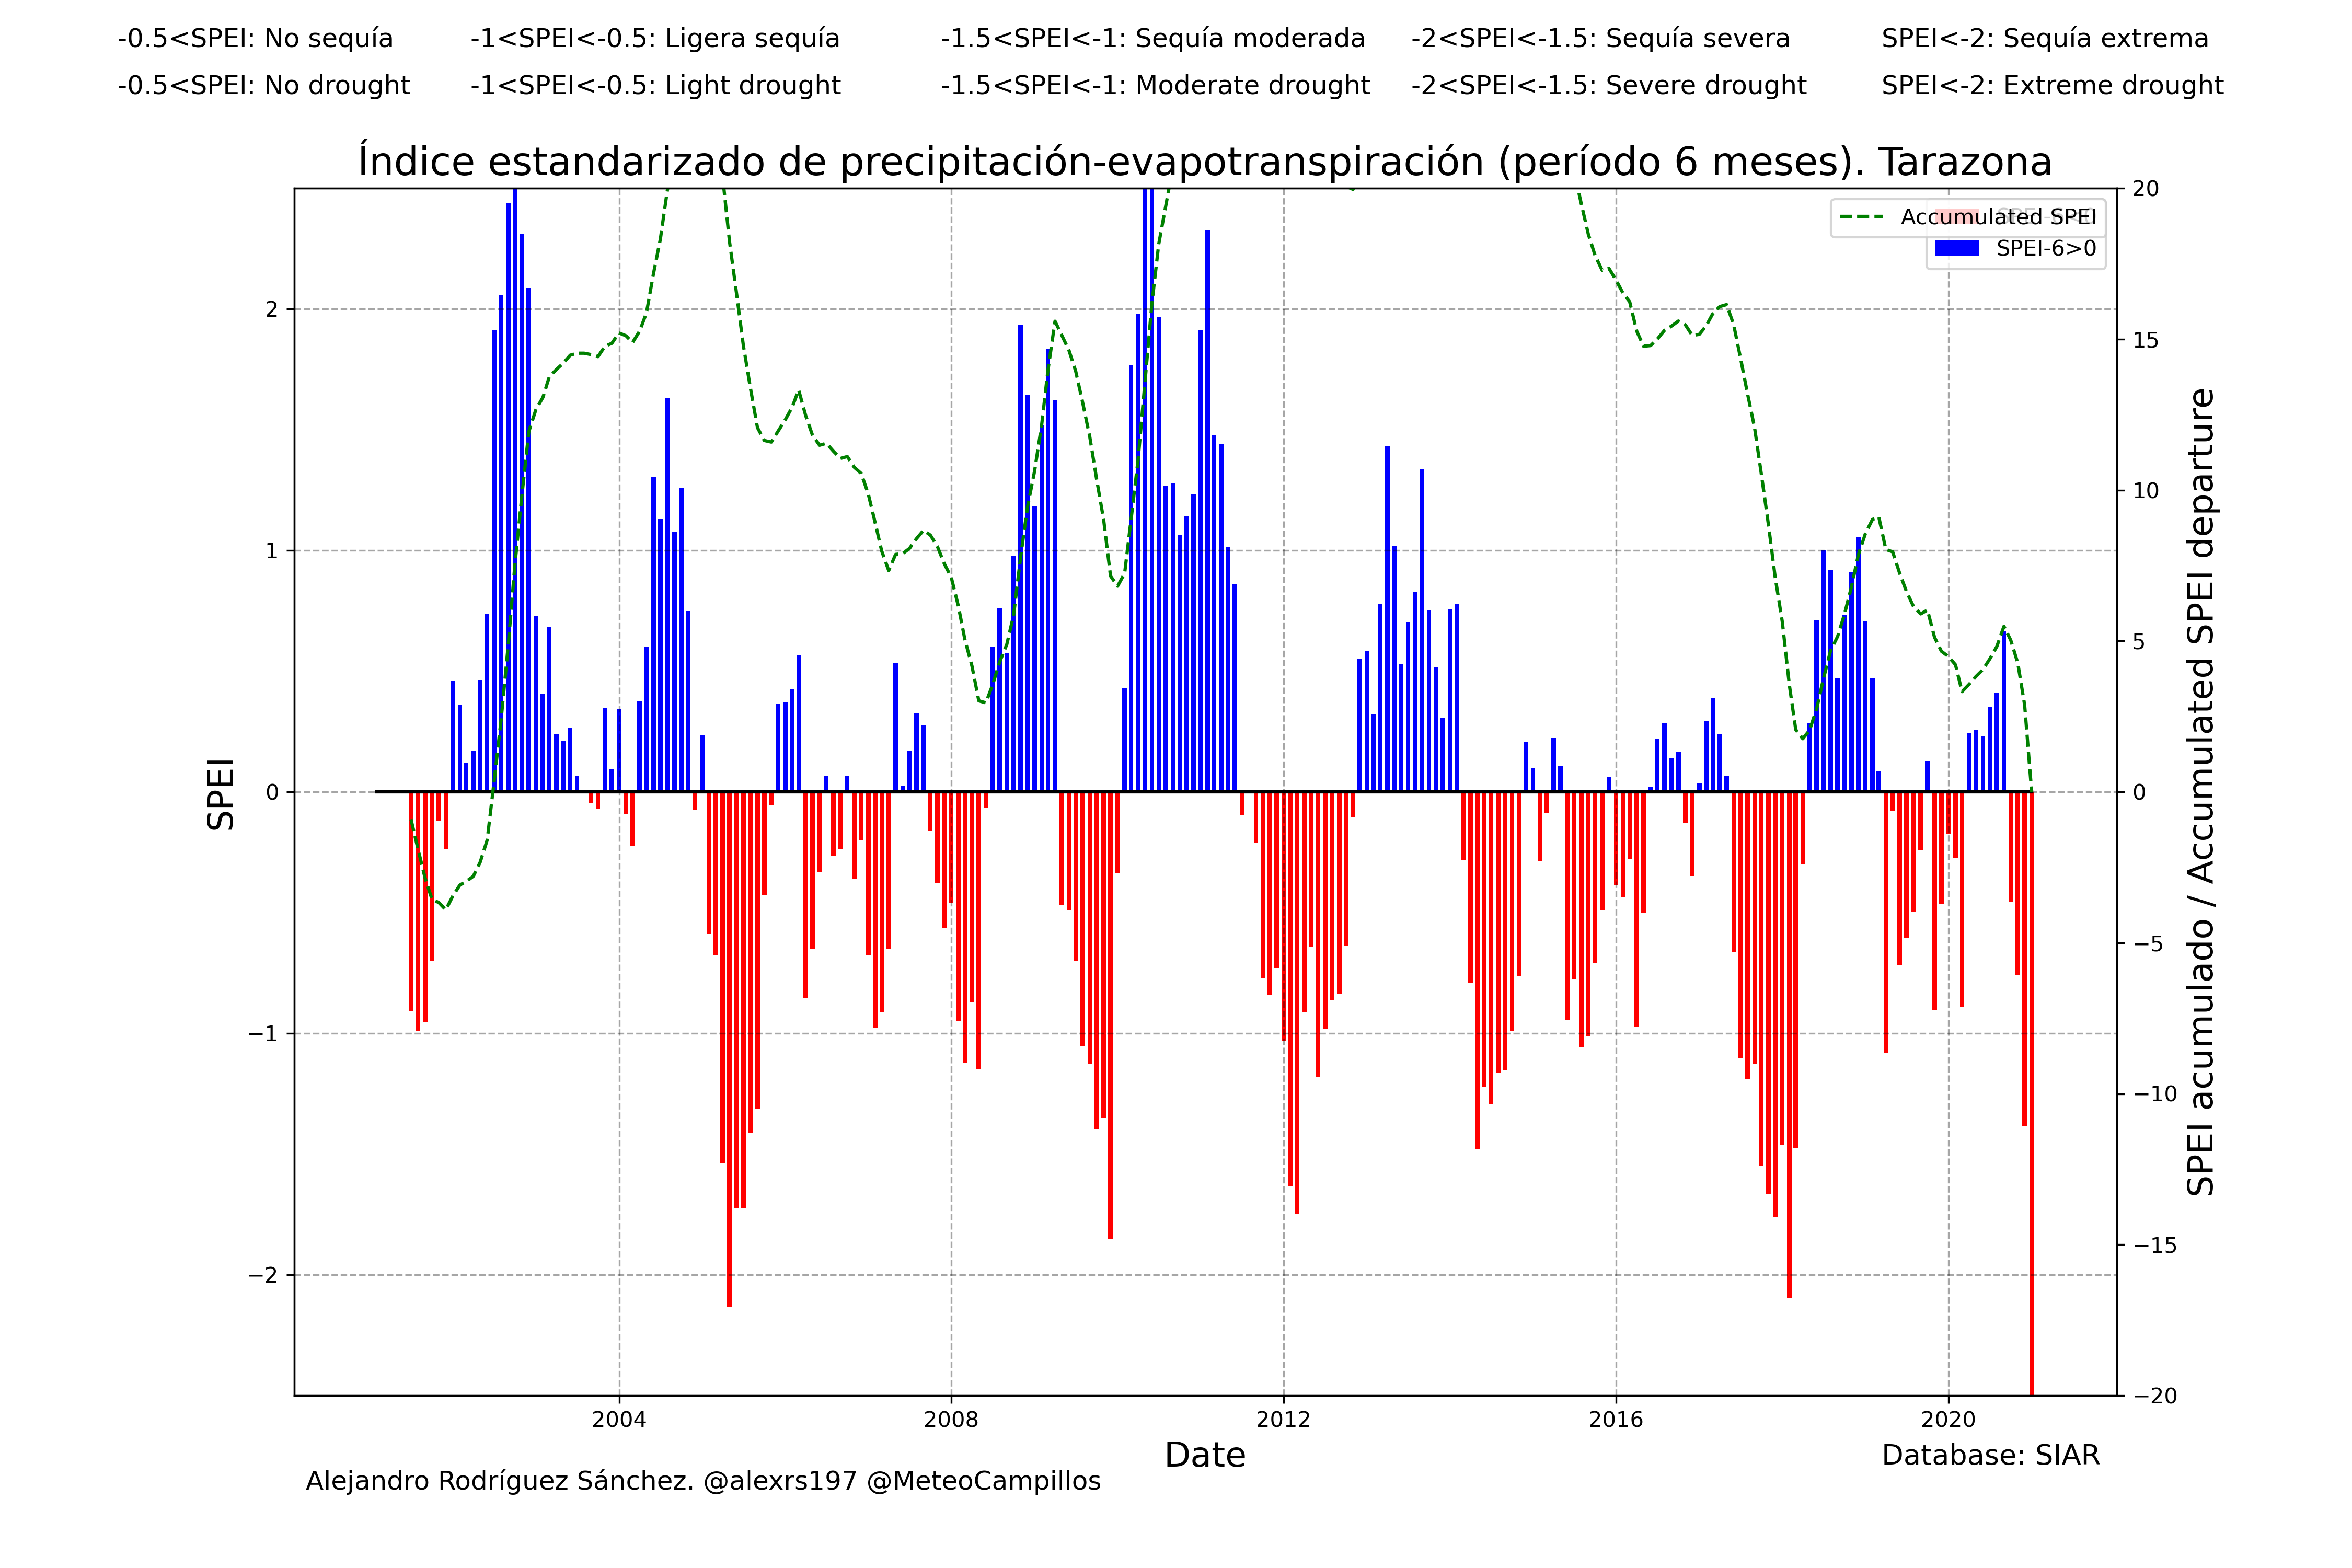 -0.5<SPEI: No sequía -1<SPEI<-0.5: Ligera sequía -1.5<SPEI<-1: Sequía moderada -2<SPEI<-1.5: Sequía severa SPEI<-2: Sequía extrema
-0.5<SPEI: No drought -1<SPEI<-0.5: Light drought -1.5<SPEI<-1: Moderate drought -2<SPEI<-1.5: Severe drought SPEI<-2: Extreme drought
Índice estandarizado de precipitación-evapotranspiración (período 6 meses). Tarazona
Accumulated SPEI
SPEI-6>0
SPEI
2
1
0
−1
−2
20
15
10
5
0
−5
−10
−15
−20
SPEI acumulado / Accumulated SPEI departure
2004 2008 2012 2016 2020
Date
Database: SIAR
Alejandro Rodríguez Sánchez. @alexrs197 @MeteoCampillos